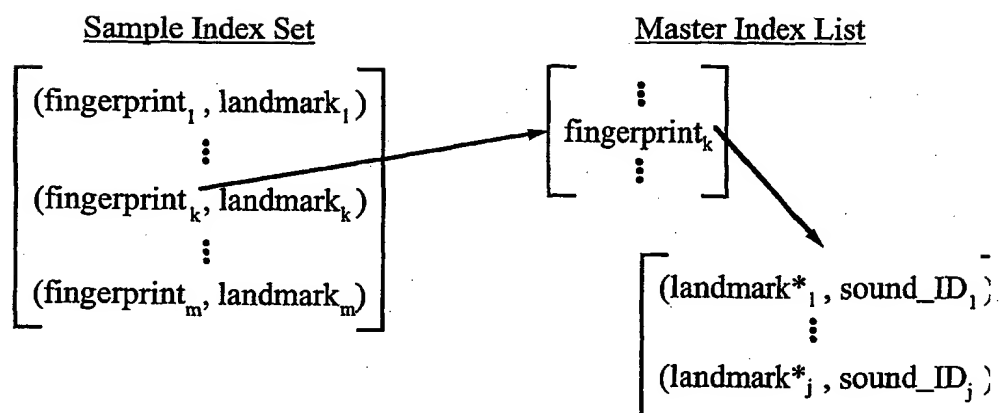 Sample Index Set
(fingerprint₁ , landmark₁)
⋮
(fingerprintₖ, landmarkₖ)
⋮
(fingerprintₘ, landmarkₘ)
Master Index List
⋮
fingerprintₖ
⋮
(landmark*₁ , sound_ID₁)
⋮
(landmark*ⱼ , sound_IDⱼ)